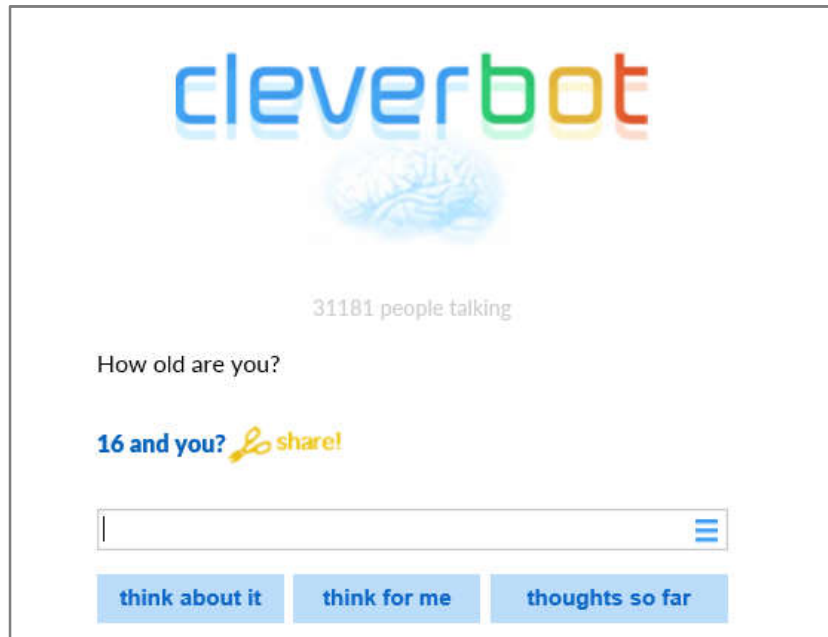 cleverbot
31181 people talking
How old are you?
16 and you? share!
think about it think for me thoughts so far